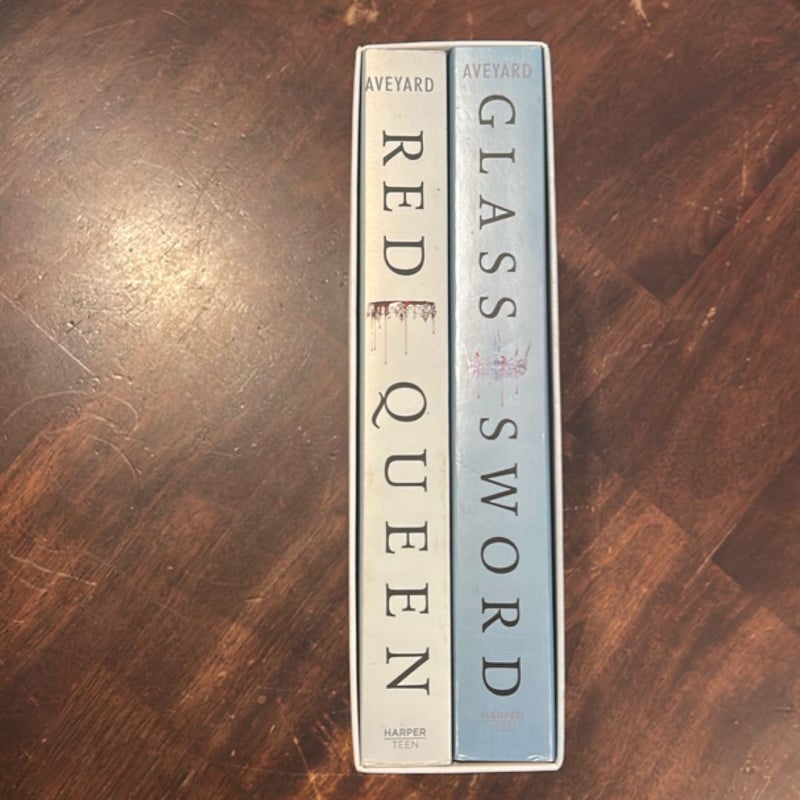 AVEYARD
RED QUEEN
HARPER
TEEN
AVEYARD
GLASS SWORD
HARPER
TEEN